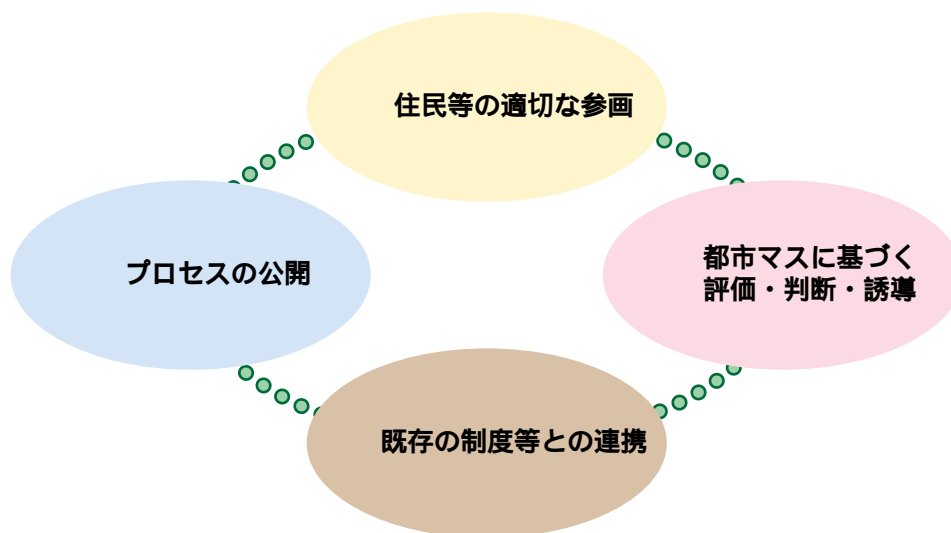 住民等の適切な参画
プロセスの公開
都市マスに基づく
評価・判断・誘導
既存の制度等との連携